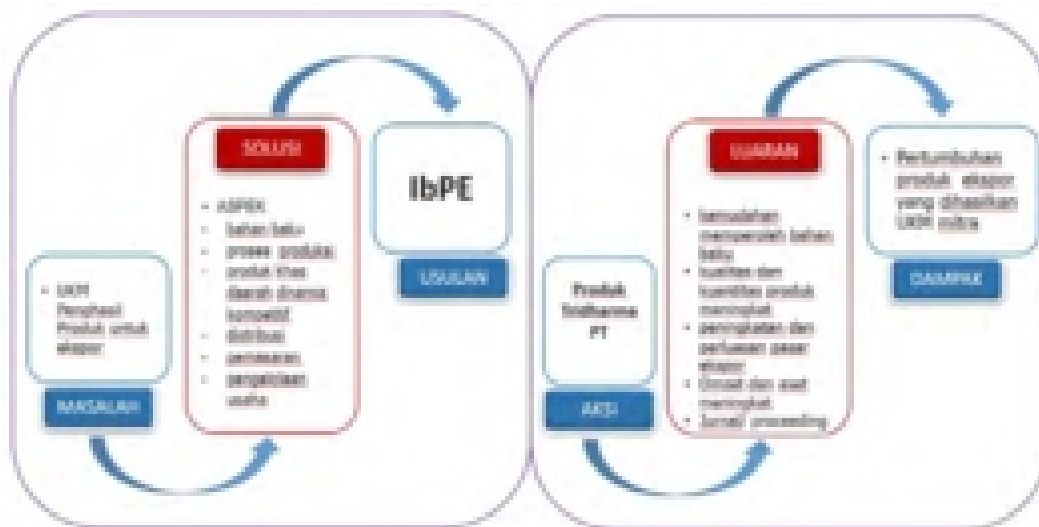 SOLUSI
• ASPEK
• bahan baku
• proses produksi
• produk khas
daerah dinamis
kompetitif
• distribusi
• pemasaran
• pengelolaan
usaha
IbPE
USULAN
• UKM
Penghasil
Produk untuk
ekspor
MASALAH
LUARAN
• kemudahan
memperoleh bahan
baku
• kualitas dan
kuantitas produk
meningkat
• peningkatan dan
perluasan pasar
ekspor
• Omset dan aset
meningkat
• Jurnal/ proceeding
• Pertumbuhan
produk ekspor
yang dihasilkan
UKM mitra
DAMPAK
Produk
tridharma
PT
AKSI